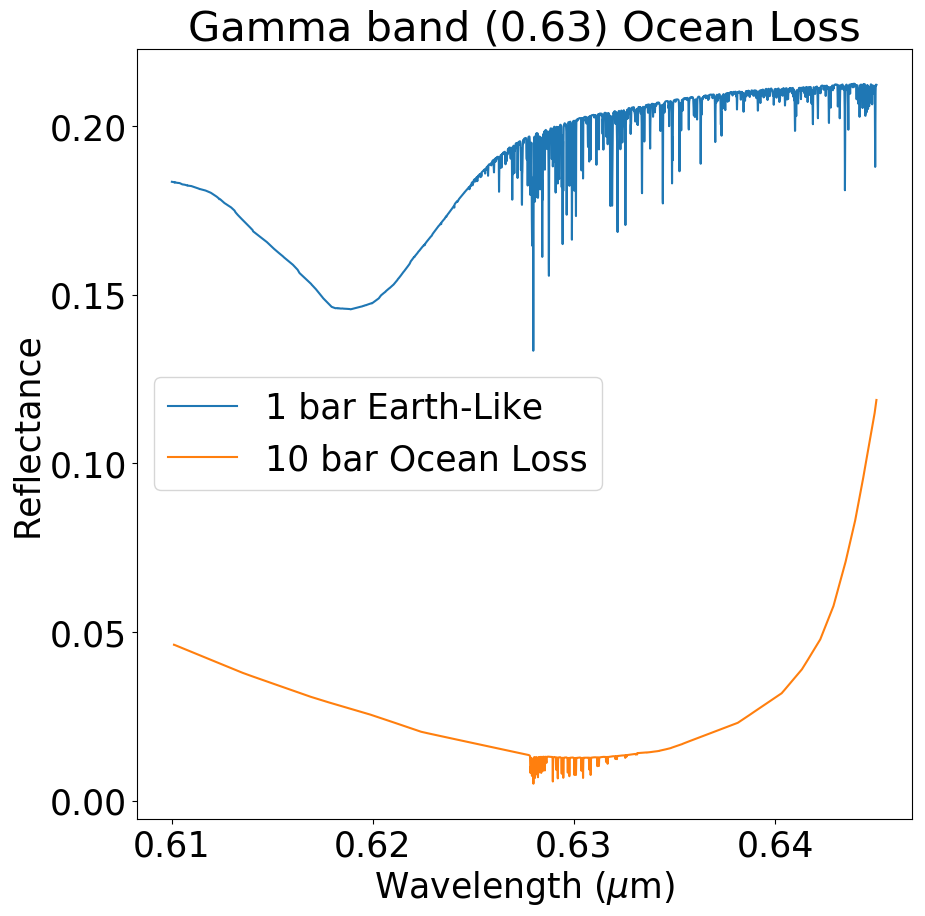 Gamma band (0.63) Ocean Loss
Reflectance
0.20
0.15
0.10
0.05
0.00
1 bar Earth-Like
10 bar Ocean Loss
0.61 0.62 0.63 0.64
Wavelength (μm)